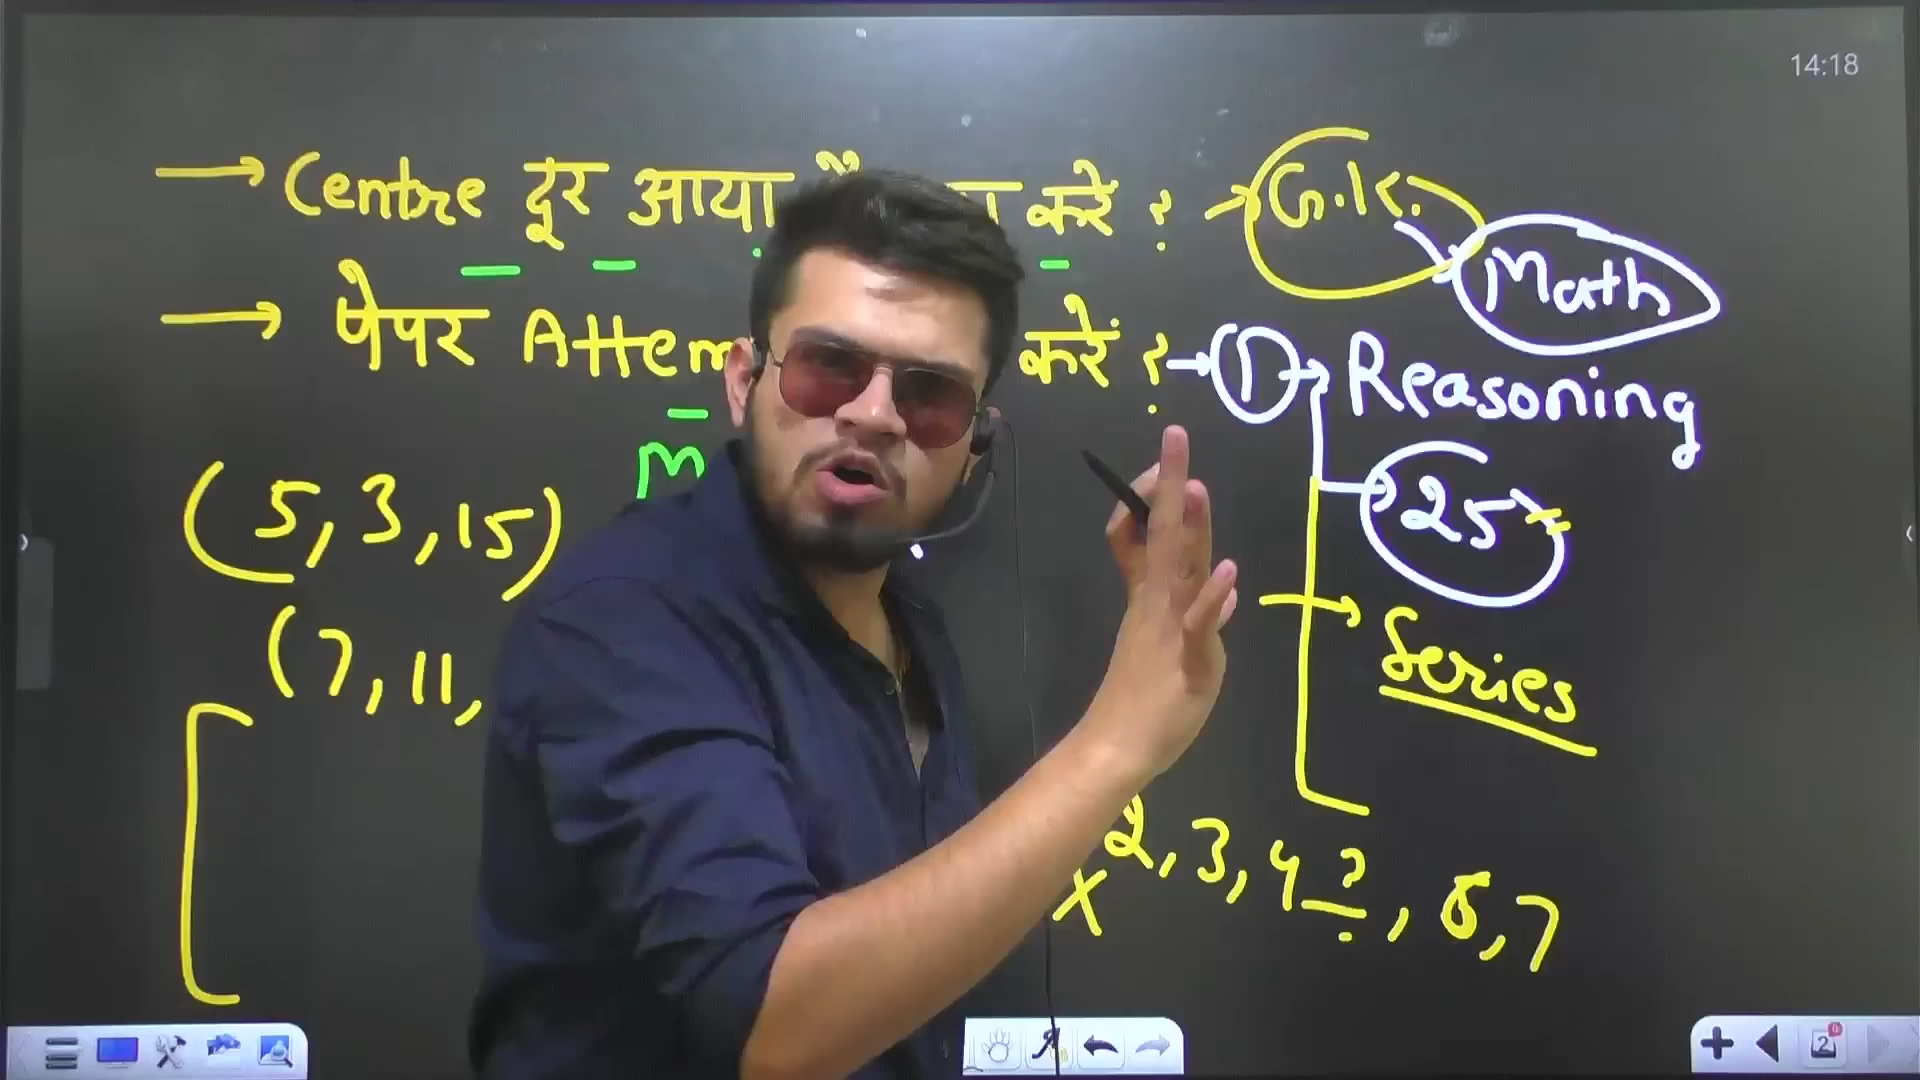 14:18
→ Centre दूर आया करें ? → G.K.
Math
→ पेपर Attem करें ? → 1 → Reasoning
M
25
(5, 3, 15)
Series
(7, 11,
2, 3, 4 ?, 6, 7
x
2